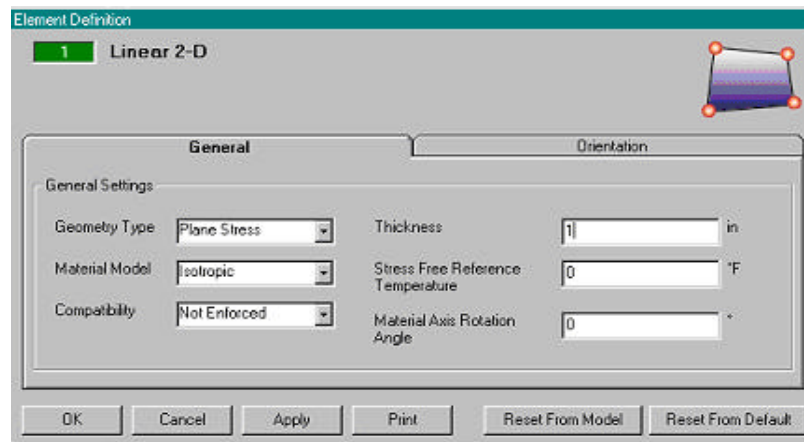 Element Definition
1 Linear 2-D
General Orientation
General Settings
Geometry Type Plane Stress Thickness 1 in
Material Model Isotropic Stress Free Reference Temperature 0 °F
Compatibility Not Enforced Material Axis Rotation Angle 0 °
OK Cancel Apply Print Reset From Model Reset From Default